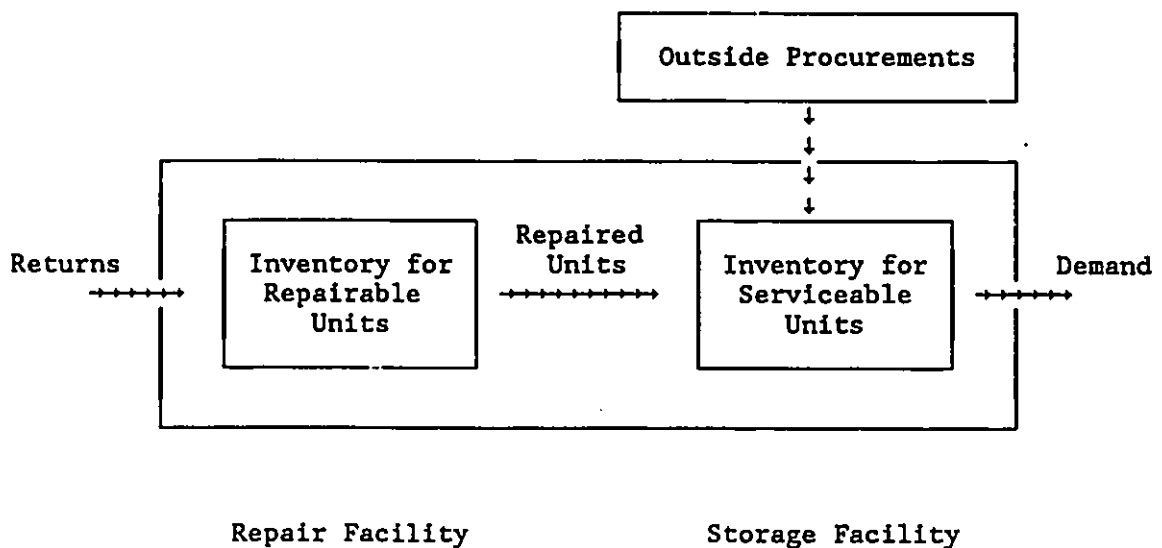 Outside Procurements
Returns
Inventory for
Repairable
Units
Repaired
Units
Inventory for
Serviceable
Units
Demand
Repair Facility
Storage Facility